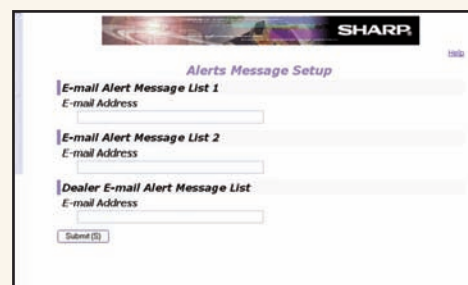 SHARP
Help
Alerts Message Setup
E-mail Alert Message List 1
E-mail Address
E-mail Alert Message List 2
E-mail Address
Dealer E-mail Alert Message List
E-mail Address
Submit (S)